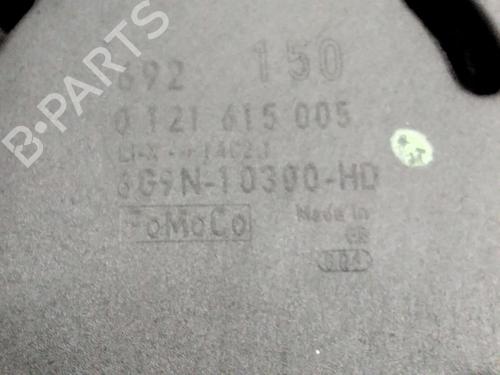 B-PARTS
692 150
0 121 615 005
6G9N-10300-HD
FoMoCo Made in